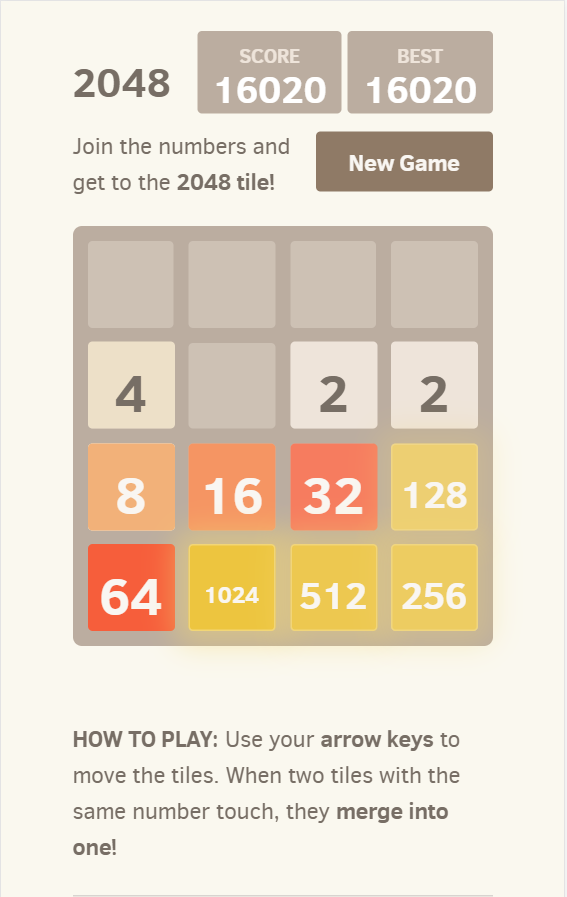 2048
SCORE
16020
BEST
16020
Join the numbers and
get to the 2048 tile!
New Game
4 2 2
8 16 32 128
64 1024 512 256
HOW TO PLAY: Use your arrow keys to
move the tiles. When two tiles with the
same number touch, they merge into
one!